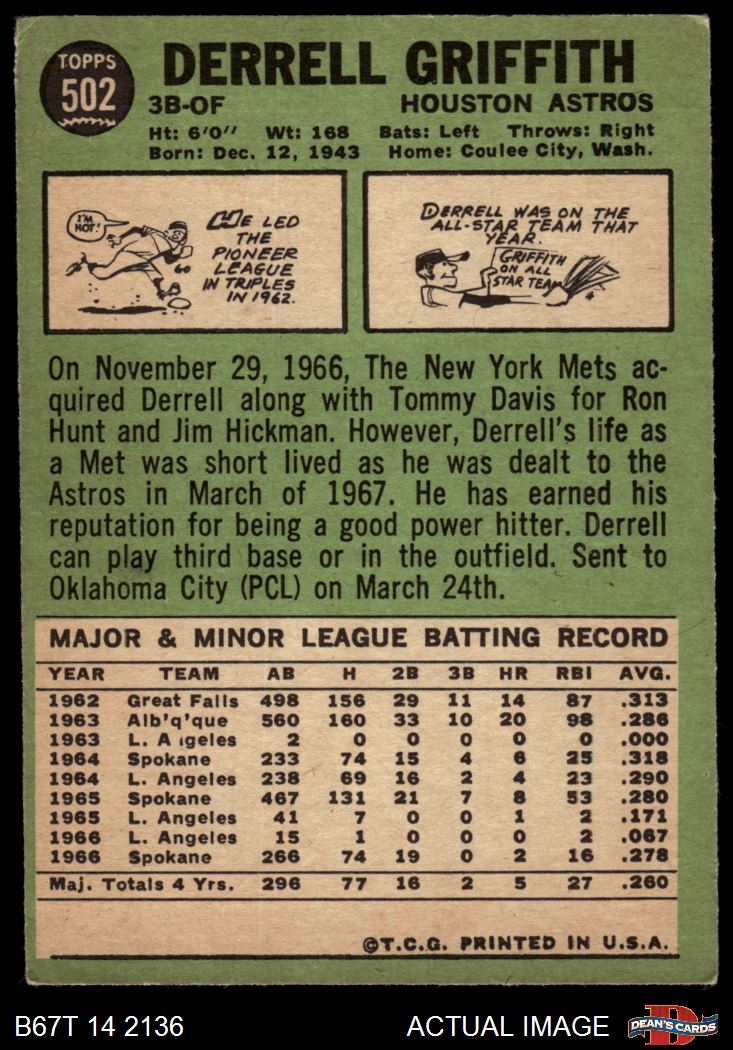 TOPPS
502
DERRELL GRIFFITH
3B-OF HOUSTON ASTROS
Ht: 6'0" Wt: 168 Bats: Left Throws: Right
Born: Dec. 12, 1943 Home: Coulee City, Wash.
I'M
HOT!
HE LED
THE
PIONEER
LEAGUE
IN TRIPLES
IN 1962.
DERRELL WAS ON THE
ALL-STAR TEAM THAT
YEAR.
GRIFFITH
ON ALL
STAR TEAM
On November 29, 1966, The New York Mets ac-
quired Derrell along with Tommy Davis for Ron
Hunt and Jim Hickman. However, Derrell's life as
a Met was short lived as he was dealt to the
Astros in March of 1967. He has earned his
reputation for being a good power hitter. Derrell
can play third base or in the outfield. Sent to
Oklahoma City (PCL) on March 24th.
MAJOR & MINOR LEAGUE BATTING RECORD
YEAR TEAM AB H 2B 3B HR RBI AVG.
1962 Great Falls 498 156 29 11 14 87 .313
1963 Alb'q'que 560 160 33 10 20 98 .286
1963 L. A igeles 2 0 0 0 0 0 .000
1964 Spokane 233 74 15 4 6 25 .318
1964 L. Angeles 238 69 16 2 4 23 .290
1965 Spokane 467 131 21 7 8 53 .280
1965 L. Angeles 41 7 0 0 1 2 .171
1966 L. Angeles 15 1 0 0 0 2 .067
1966 Spokane 266 74 19 0 2 16 .278
Maj. Totals 4 Yrs. 296 77 16 2 5 27 .260
©T.C.G. PRINTED IN U.S.A.
B67T 14 2136 ACTUAL IMAGE DEAN'S CARDS